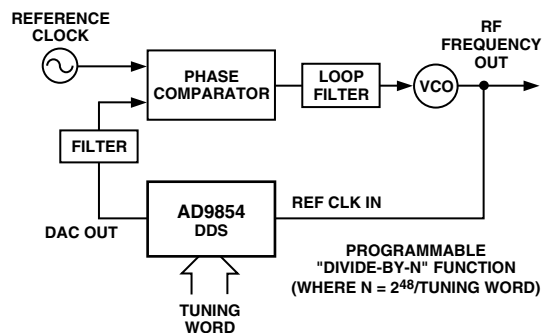 REFERENCE
CLOCK
PHASE
COMPARATOR
LOOP
FILTER
VCO
RF
FREQUENCY
OUT
FILTER
AD9854
DDS
REF CLK IN
DAC OUT
TUNING
WORD
PROGRAMMABLE
"DIVIDE-BY-N" FUNCTION
(WHERE N = 2⁴⁸/TUNING WORD)